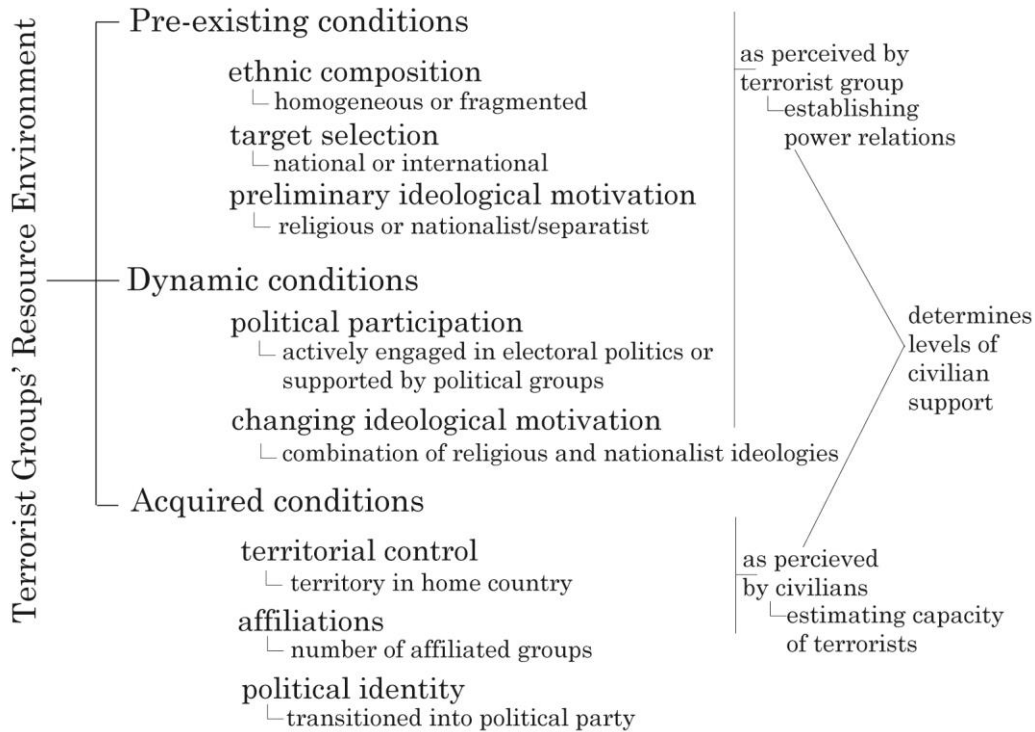 Terrorist Groups' Resource Environment
Pre-existing conditions
ethnic composition
homogeneous or fragmented
target selection
national or international
preliminary ideological motivation
religious or nationalist/separatist
Dynamic conditions
political participation
actively engaged in electoral politics or
supported by political groups
changing ideological motivation
combination of religious and nationalist ideologies
Acquired conditions
territorial control
territory in home country
affiliations
number of affiliated groups
political identity
transitioned into political party
as perceived by
terrorist group
establishing
power relations
determines
levels of
civilian
support
as percieved
by civilians
estimating capacity
of terrorists